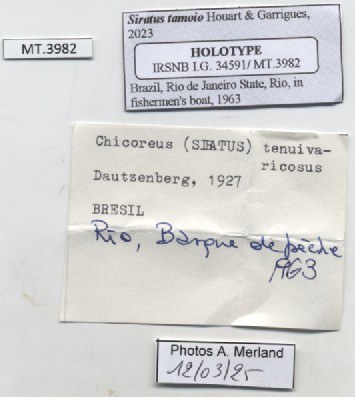 MT.3982
Siratus tamoio Houart & Garrigues,
2023
HOLOTYPE
IRSNB I.G. 34591/ MT.3982
Brazil, Rio de Janeiro State, Rio, in
fishermen's boat, 1963
Chicoreus (SIRATUS) tenuiva-
ricosus
Dautzenberg, 1927
BRESIL
Rio, Barque de pêche
1963
Photos A. Merland
12/03/25